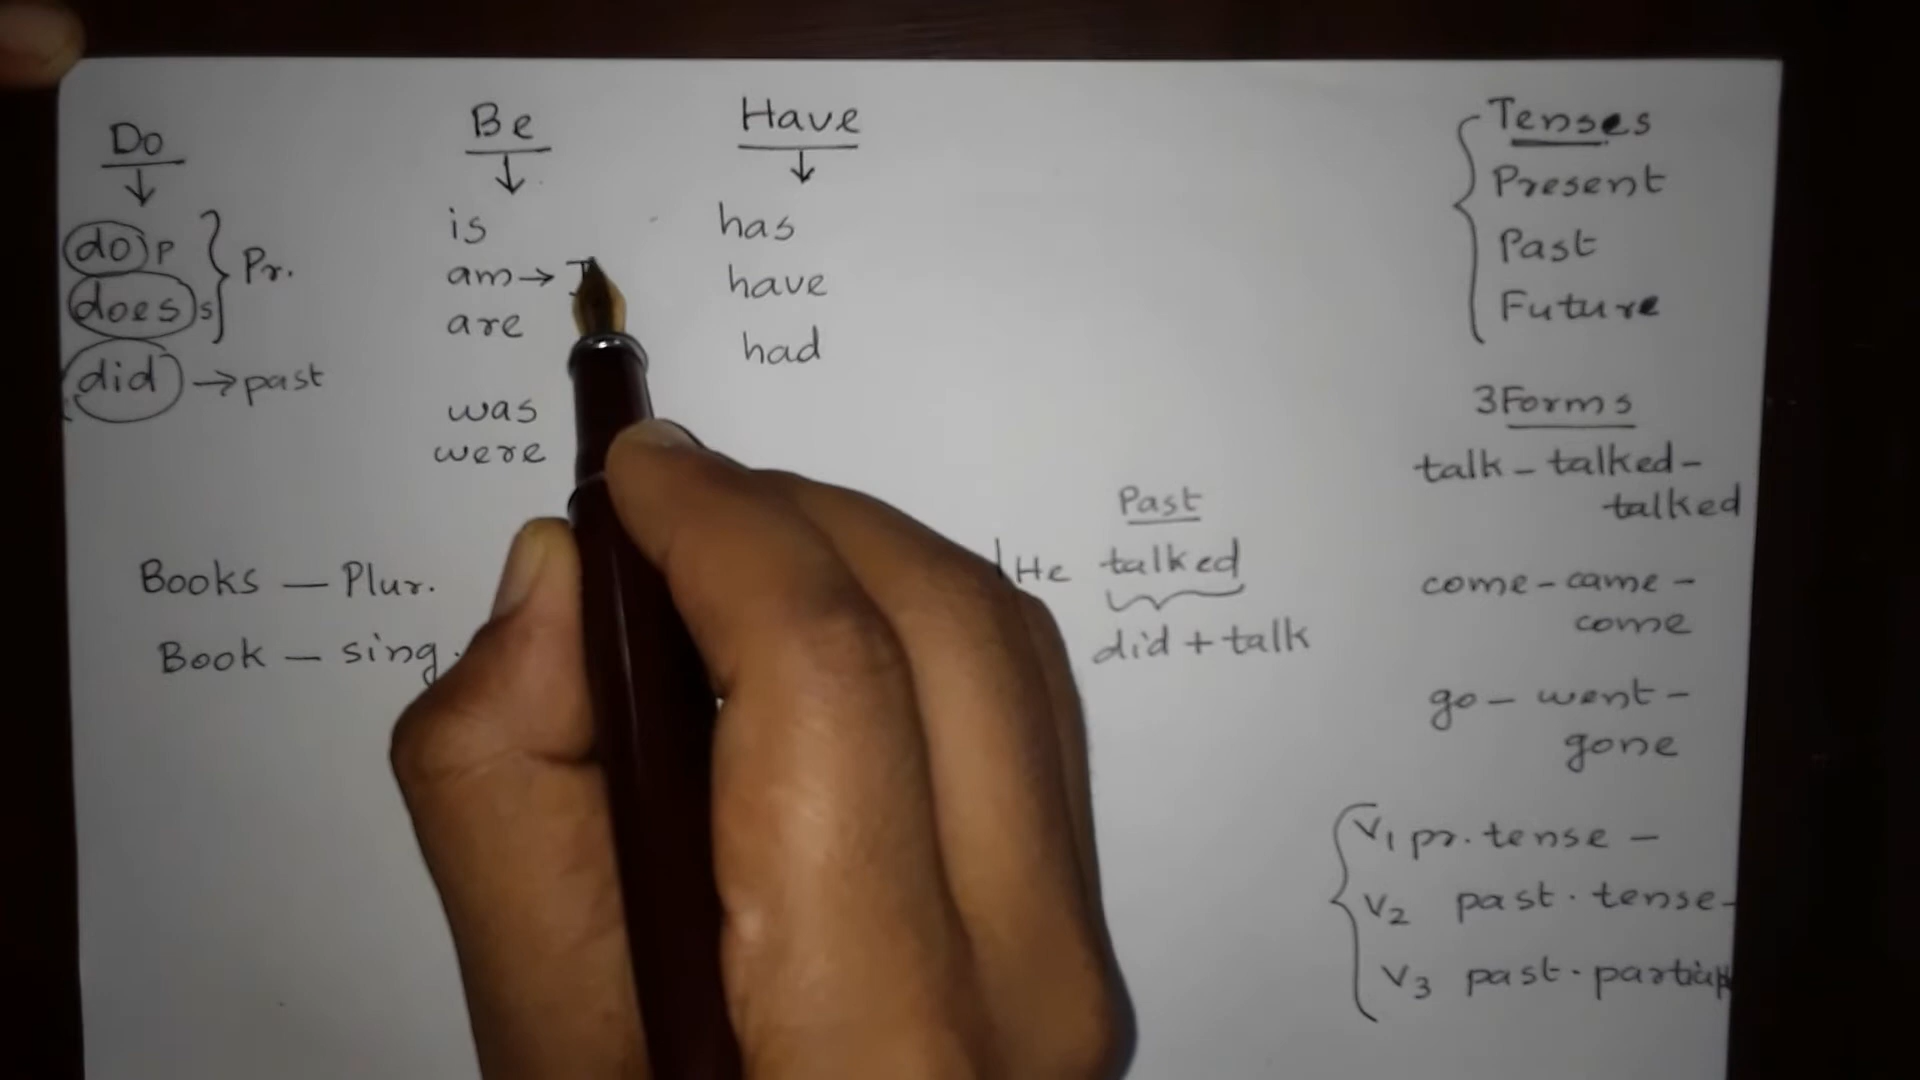 Do
do p
does s
Pr.
did → past
Be
is
am → I
are
was
were
Have
has
have
had
Books – Plur.
Book – sing.
Past
He talked
did + talk
Tenses
Present
Past
Future
3 Forms
talk – talked –
talked
come – came –
come
go – went –
gone
V1 pr. tense –
V2 past. tense –
V3 past.